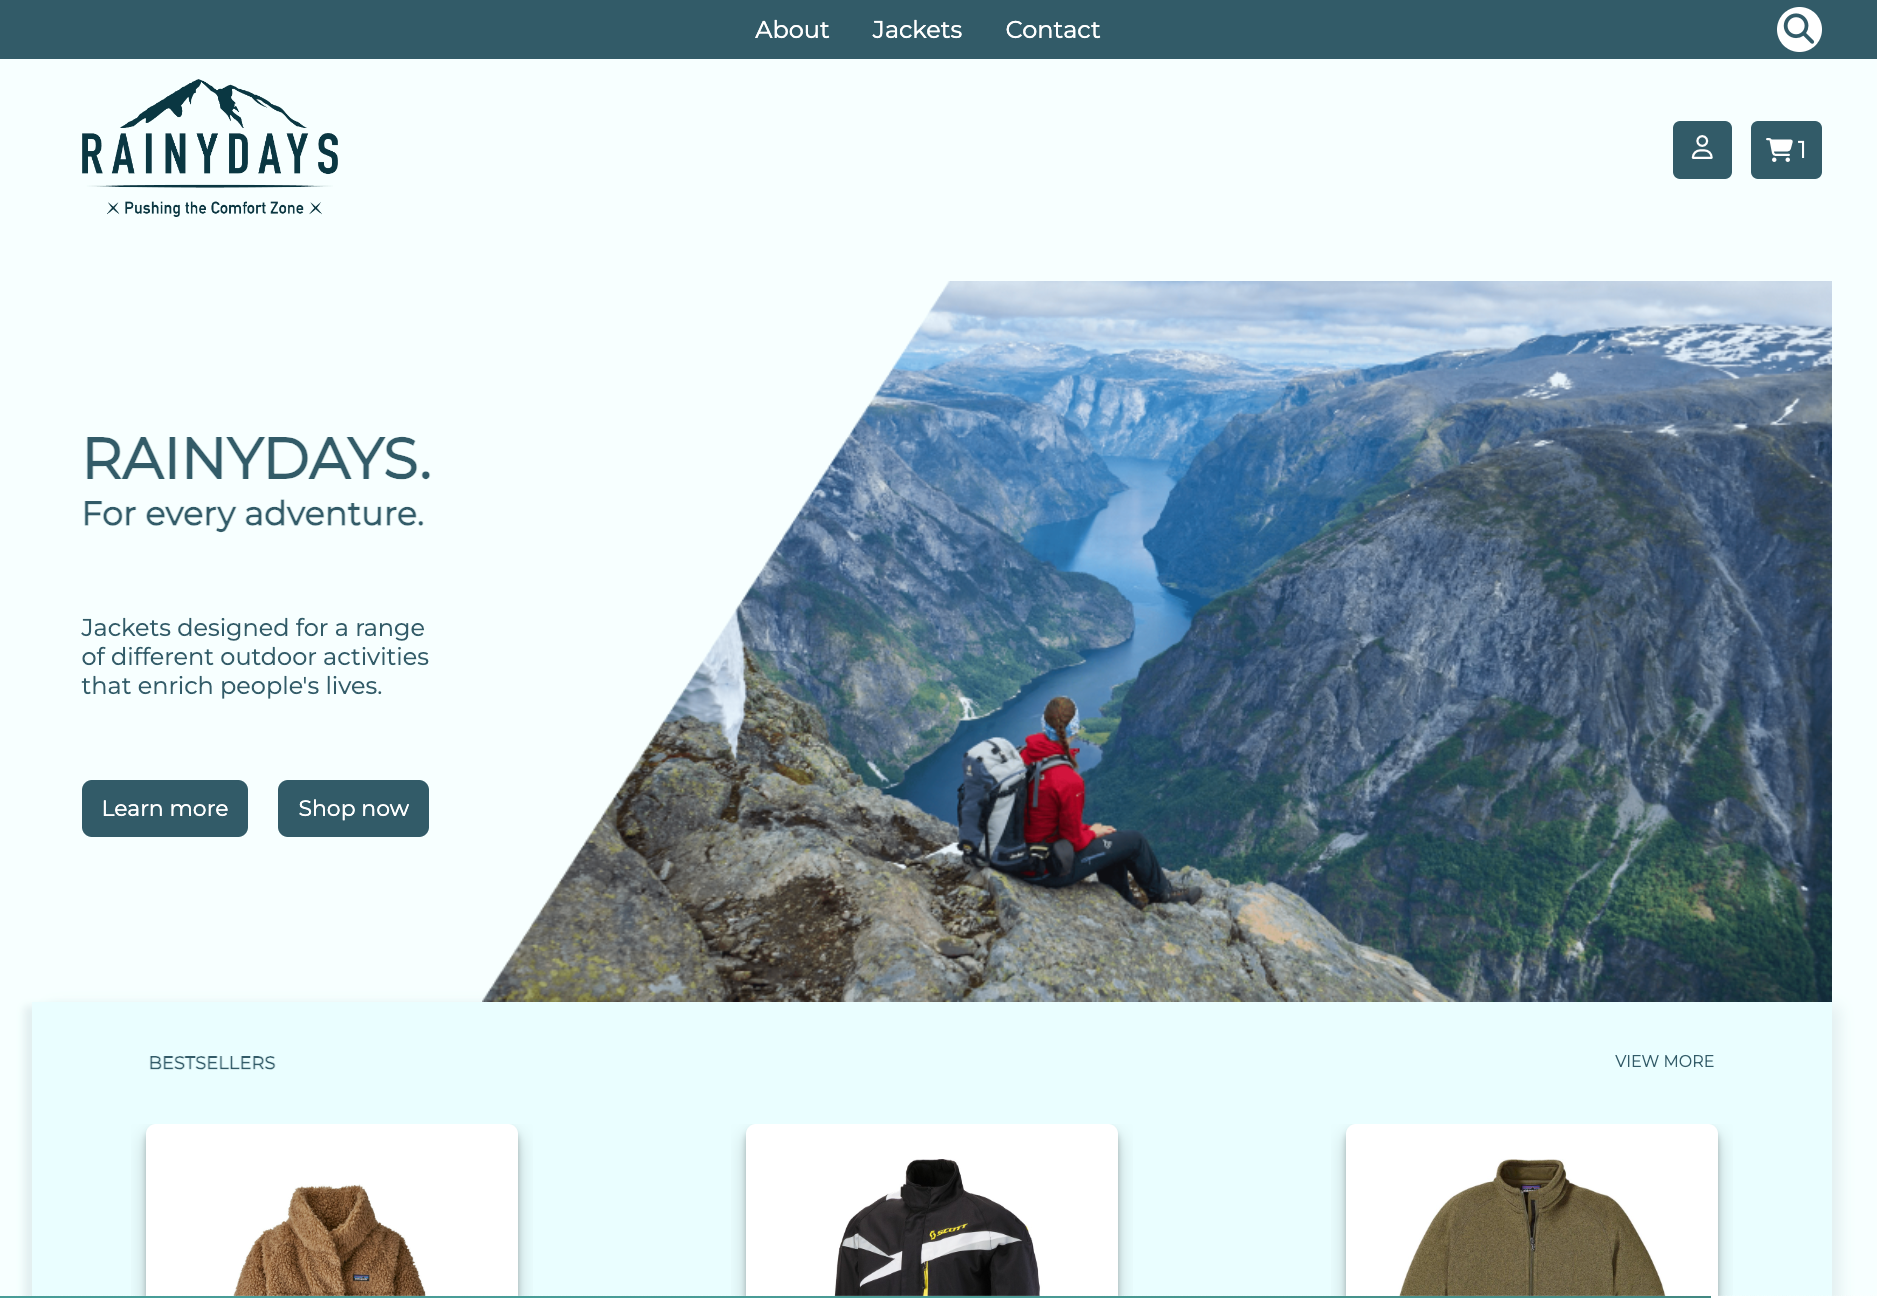 About Jackets Contact
RAINYDAYS
Pushing the Comfort Zone
1
RAINYDAYS.
For every adventure.
Jackets designed for a range
of different outdoor activities
that enrich people's lives.
Learn more Shop now
BESTSELLERS VIEW MORE
SCOTT